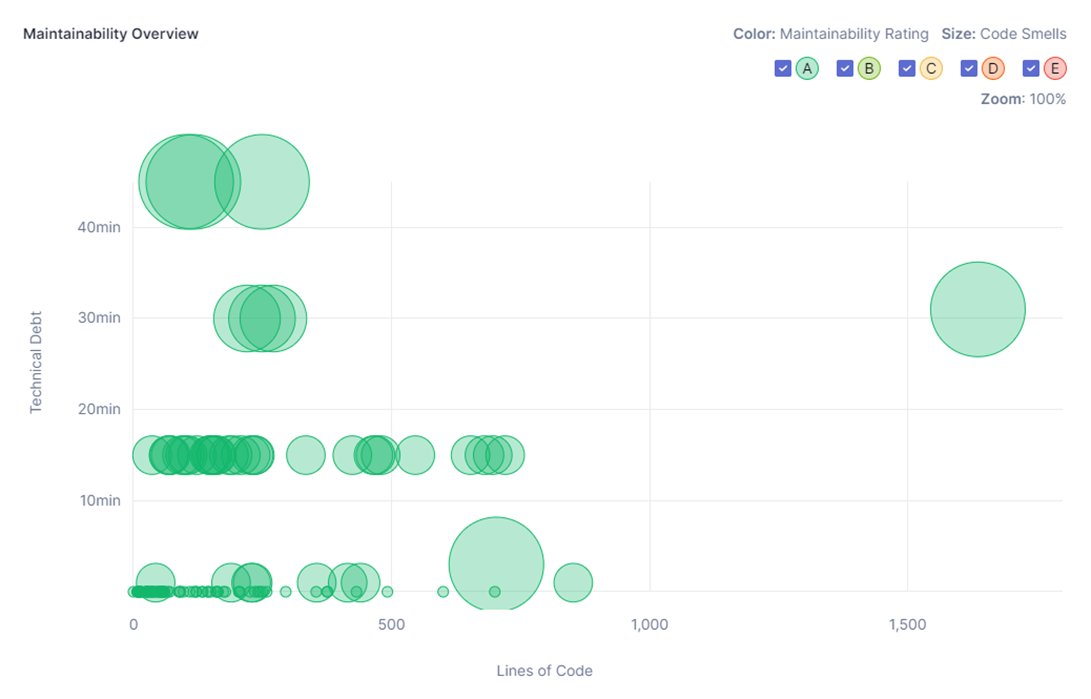 Maintainability Overview
Color: Maintainability Rating Size: Code Smells
A B C D E
Zoom: 100%
40min
30min
20min
10min
Technical Debt
0 500 1,000 1,500
Lines of Code